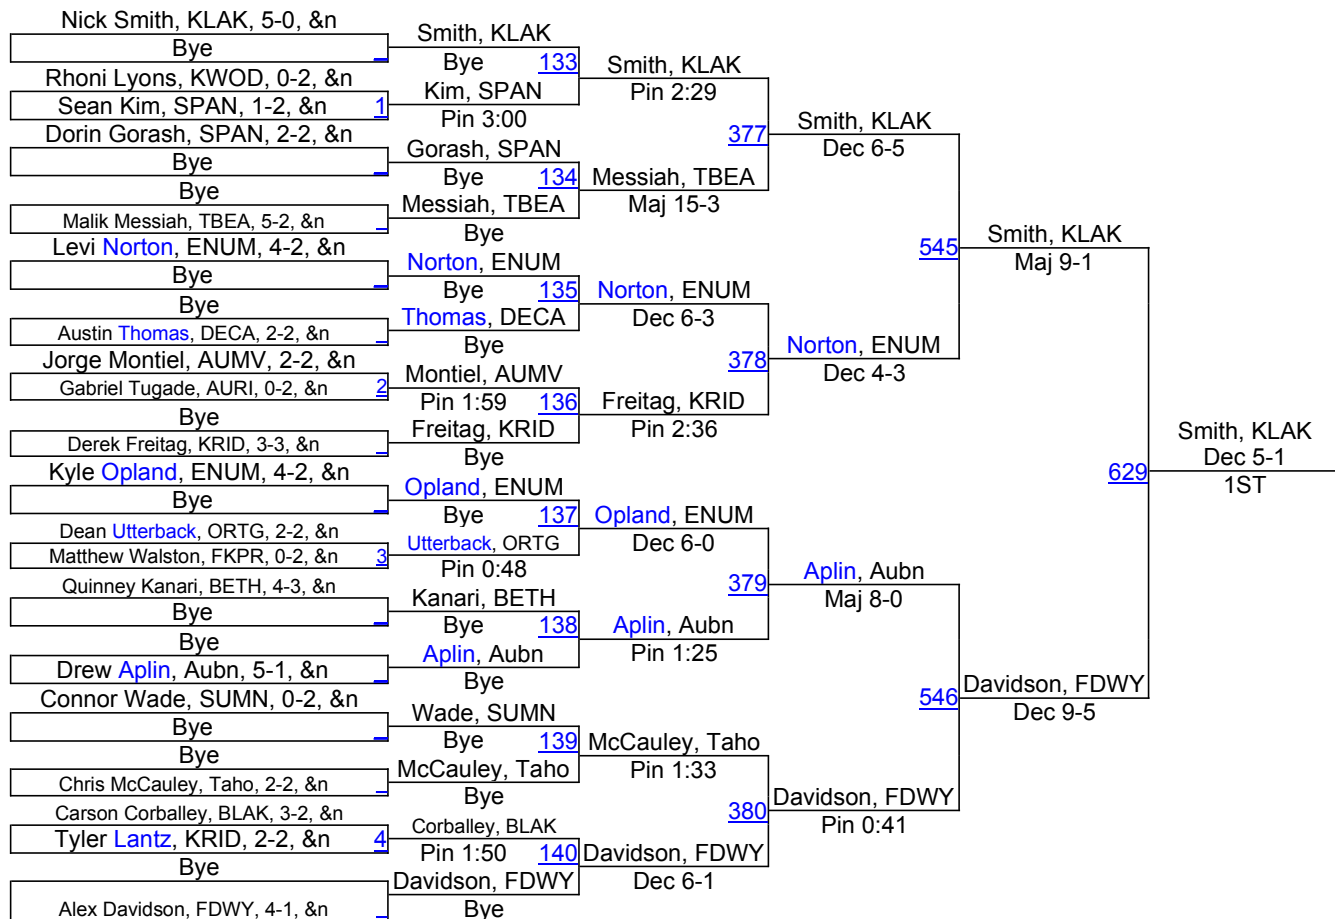 Nick Smith, KLAK, 5-0, &n
Bye
Rhoni Lyons, KWOD, 0-2, &n
Sean Kim, SPAN, 1-2, &n 1
Dorin Gorash, SPAN, 2-2, &n
Bye
Bye
Malik Messiah, TBEA, 5-2, &n
Levi Norton, ENUM, 4-2, &n
Bye
Bye
Austin Thomas, DECA, 2-2, &n
Jorge Montiel, AUMV, 2-2, &n
Gabriel Tugade, AURI, 0-2, &n 2
Bye
Derek Freitag, KRID, 3-3, &n
Kyle Opland, ENUM, 4-2, &n
Bye
Dean Utterback, ORTG, 2-2, &n
Matthew Walston, FKPR, 0-2, &n 3
Quinney Kanari, BETH, 4-3, &n
Bye
Bye
Drew Aplin, Aubn, 5-1, &n
Connor Wade, SUMN, 0-2, &n
Bye
Bye
Chris McCauley, Taho, 2-2, &n
Carson Corballey, BLAK, 3-2, &n
Tyler Lantz, KRID, 2-2, &n 4
Bye
Alex Davidson, FDWY, 4-1, &n
Smith, KLAK
Bye 133
Kim, SPAN
Pin 3:00
Gorash, SPAN
Bye 134
Messiah, TBEA
Bye
Norton, ENUM
Bye 135
Thomas, DECA
Bye
Montiel, AUMV
Pin 1:59 136
Freitag, KRID
Bye
Opland, ENUM
Bye 137
Utterback, ORTG
Pin 0:48
Kanari, BETH
Bye 138
Aplin, Aubn
Bye
Wade, SUMN
Bye 139
McCauley, Taho
Bye
Corballey, BLAK
Pin 1:50 140
Davidson, FDWY
Bye
Smith, KLAK
Pin 2:29
377
Messiah, TBEA
Maj 15-3
Norton, ENUM
Dec 6-3
378
Freitag, KRID
Pin 2:36
Opland, ENUM
Dec 6-0
379
Aplin, Aubn
Pin 1:25
McCauley, Taho
Pin 1:33
380
Davidson, FDWY
Dec 6-1
Smith, KLAK
Dec 6-5
545
Norton, ENUM
Dec 4-3
Aplin, Aubn
Maj 8-0
546
Davidson, FDWY
Pin 0:41
Smith, KLAK
Maj 9-1
629
Davidson, FDWY
Dec 9-5
Smith, KLAK
Dec 5-1
1ST